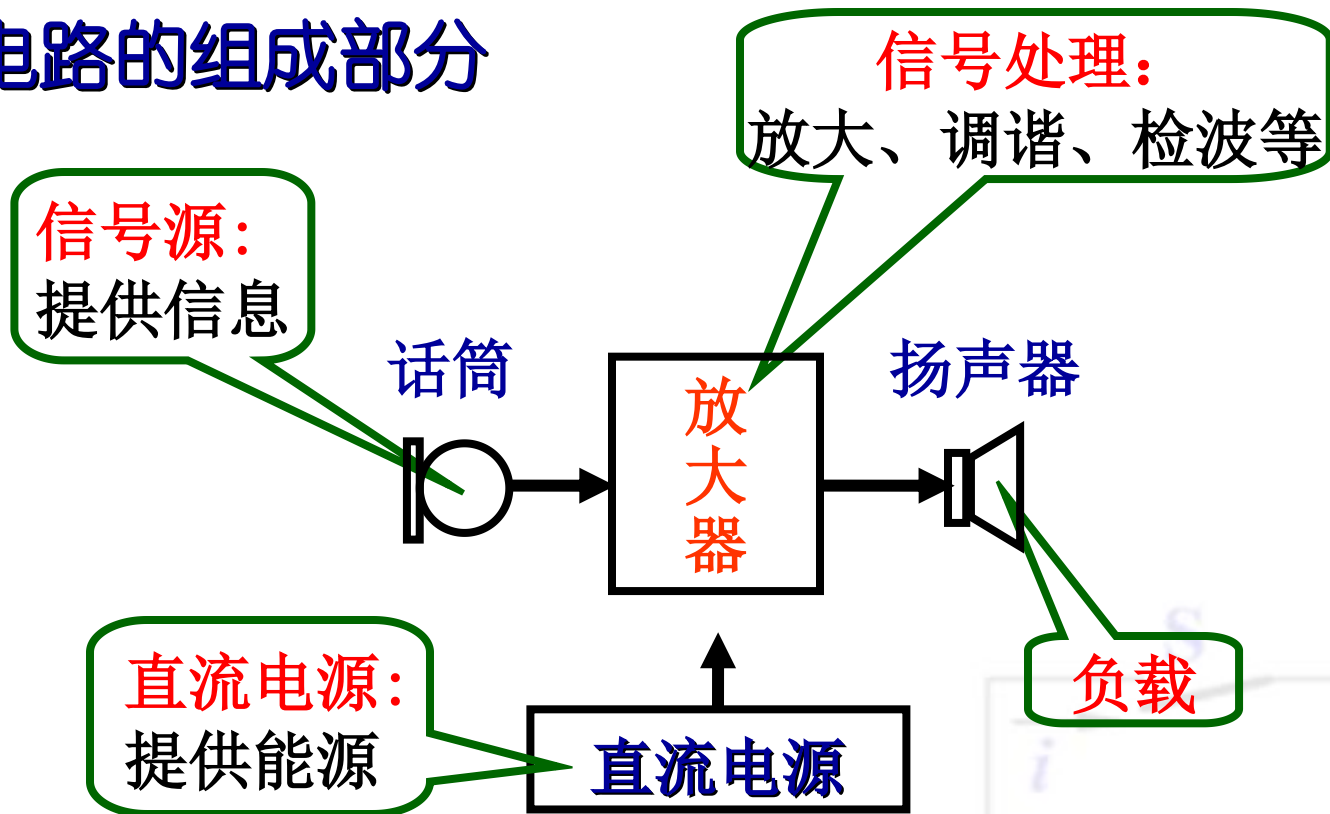 电路的组成部分
信号处理：
放大、调谐、检波等
信号源:
提供信息
话筒
放
大
器
扬声器
直流电源:
提供能源
直流电源
负载
S
i